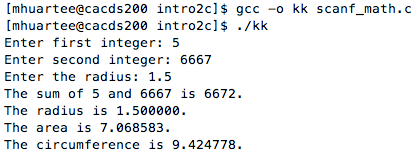 [mhuartee@cacds200 intro2c]$ gcc -o kk scanf_math.c
[mhuartee@cacds200 intro2c]$ ./kk
Enter first integer: 5
Enter second integer: 6667
Enter the radius: 1.5
The sum of 5 and 6667 is 6672.
The radius is 1.500000.
The area is 7.068583.
The circumference is 9.424778.